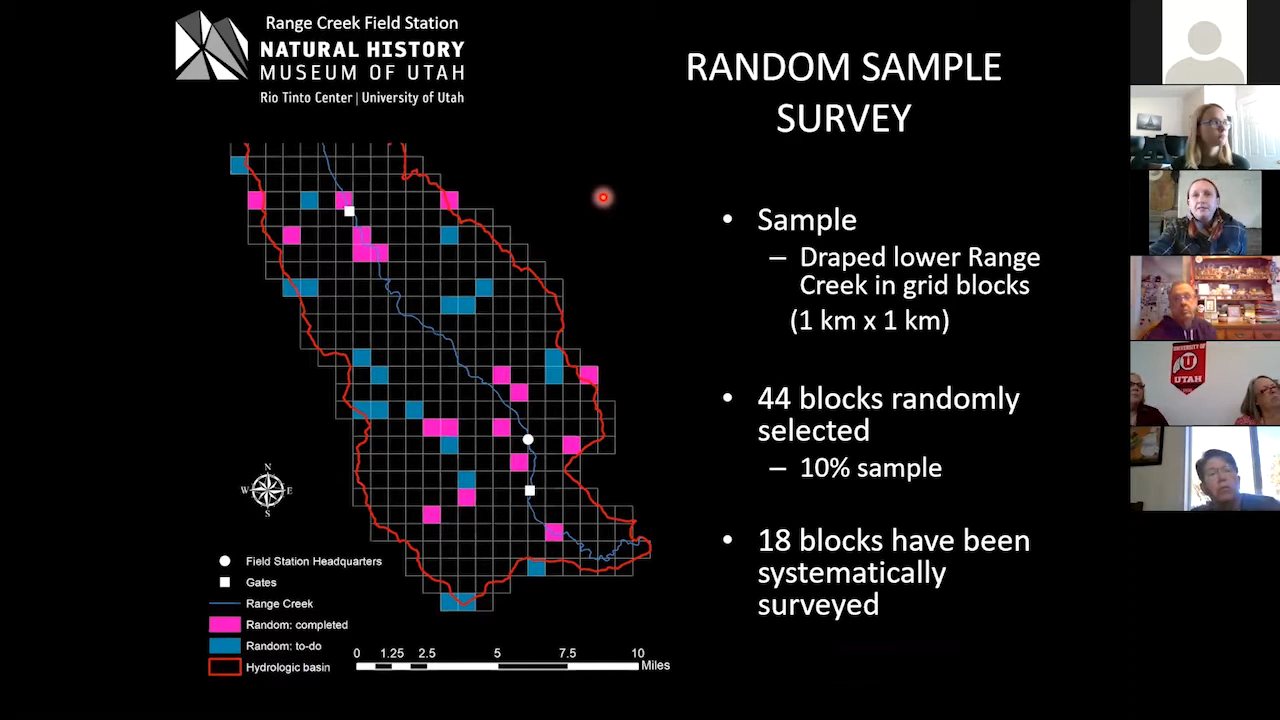 Range Creek Field Station
NATURAL HISTORY
MUSEUM OF UTAH
Rio Tinto Center | University of Utah
RANDOM SAMPLE
SURVEY
• Sample
– Draped lower Range
Creek in grid blocks
(1 km x 1 km)
• 44 blocks randomly
selected
– 10% sample
• 18 blocks have been
systematically
surveyed
N
W E
S
Field Station Headquarters
Gates
Range Creek
Random: completed
Random: to-do
Hydrologic basin
0 1.25 2.5 5 7.5 10
Miles
UNIVERSITY OF
U
UTAH